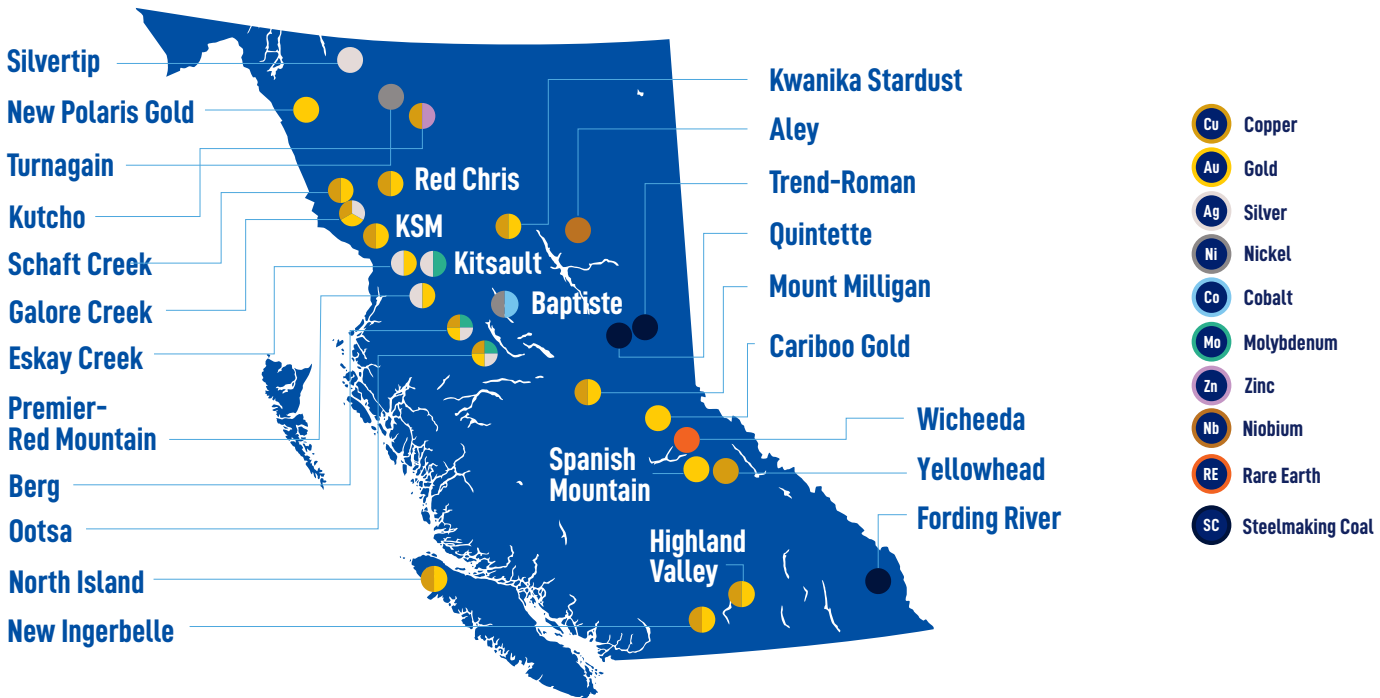 Silvertip
New Polaris Gold
Turnagain
Kutcho
Schaft Creek
Galore Creek
Eskay Creek
Premier-
Red Mountain
Berg
Ootsa
North Island
New Ingerbelle
Red Chris
KSM
Kitsault
Baptiste
Spanish
Mountain
Highland
Valley
Kwanika Stardust
Aley
Trend-Roman
Quintette
Mount Milligan
Cariboo Gold
Wicheeda
Yellowhead
Fording River
Cu Copper
Au Gold
Ag Silver
Ni Nickel
Co Cobalt
Mo Molybdenum
Zn Zinc
Nb Niobium
RE Rare Earth
SC Steelmaking Coal